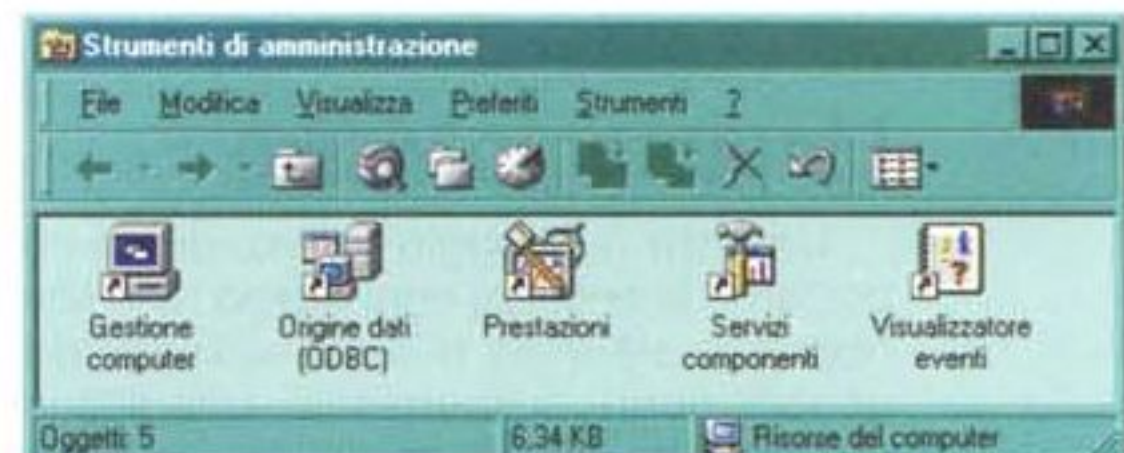 Strumenti di amministrazione
File Modifica Visualizza Preferiti Strumenti ?
Gestione computer
Origine dati (ODBC)
Prestazioni
Servizi componenti
Visualizzatore eventi
Oggetti: 5 6,34 KB Risorse del computer